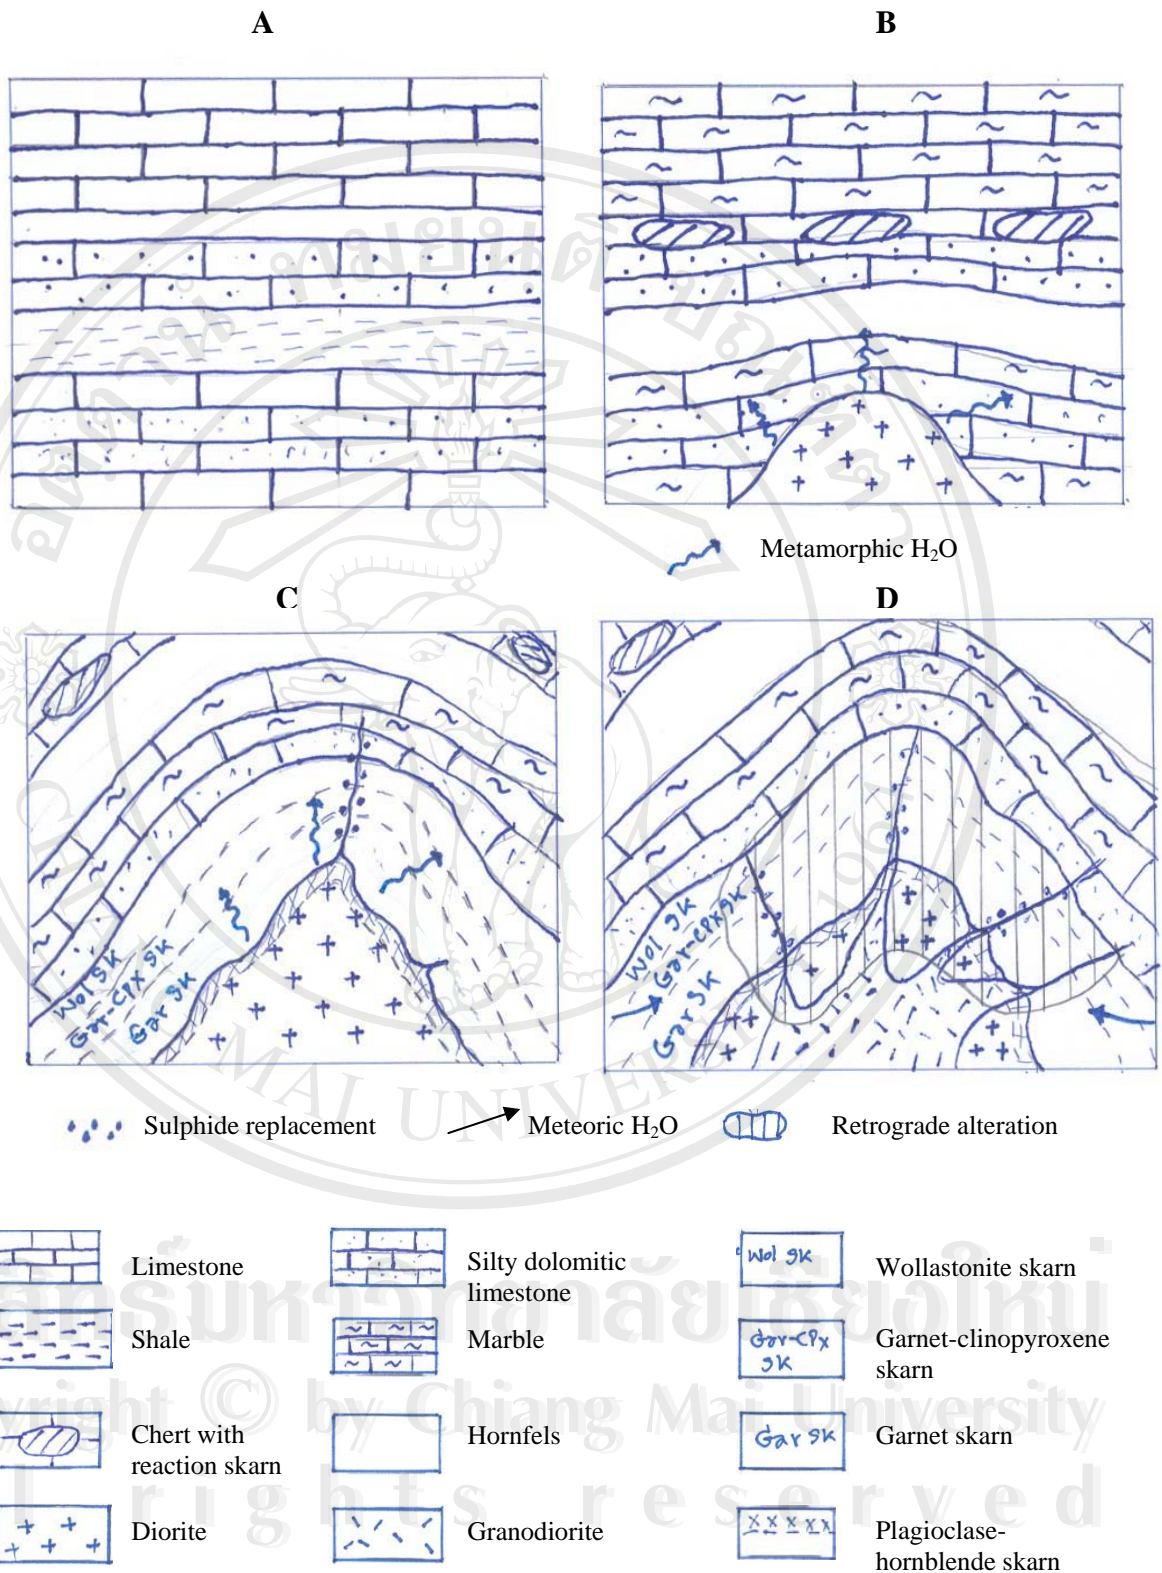 A
B
Metamorphic H₂O
C
D
Wol SK
Gar-CPX SK
Gar SK
Wol SK
Gar-CPX SK
Gar SK
Sulphide replacement
Meteoric H₂O
Retrograde alteration
Limestone
Silty dolomitic
limestone
Wol SK
Wollastonite skarn
Shale
Marble
Gar-CPX
SK
Garnet-clinopyroxene
skarn
Chert with
reaction skarn
Hornfels
Gar SK
Garnet skarn
Diorite
Granodiorite
Plagioclase-
hornblende skarn
MAI UNIVERSITY
1964
by Chiang Mai University
rights reserved